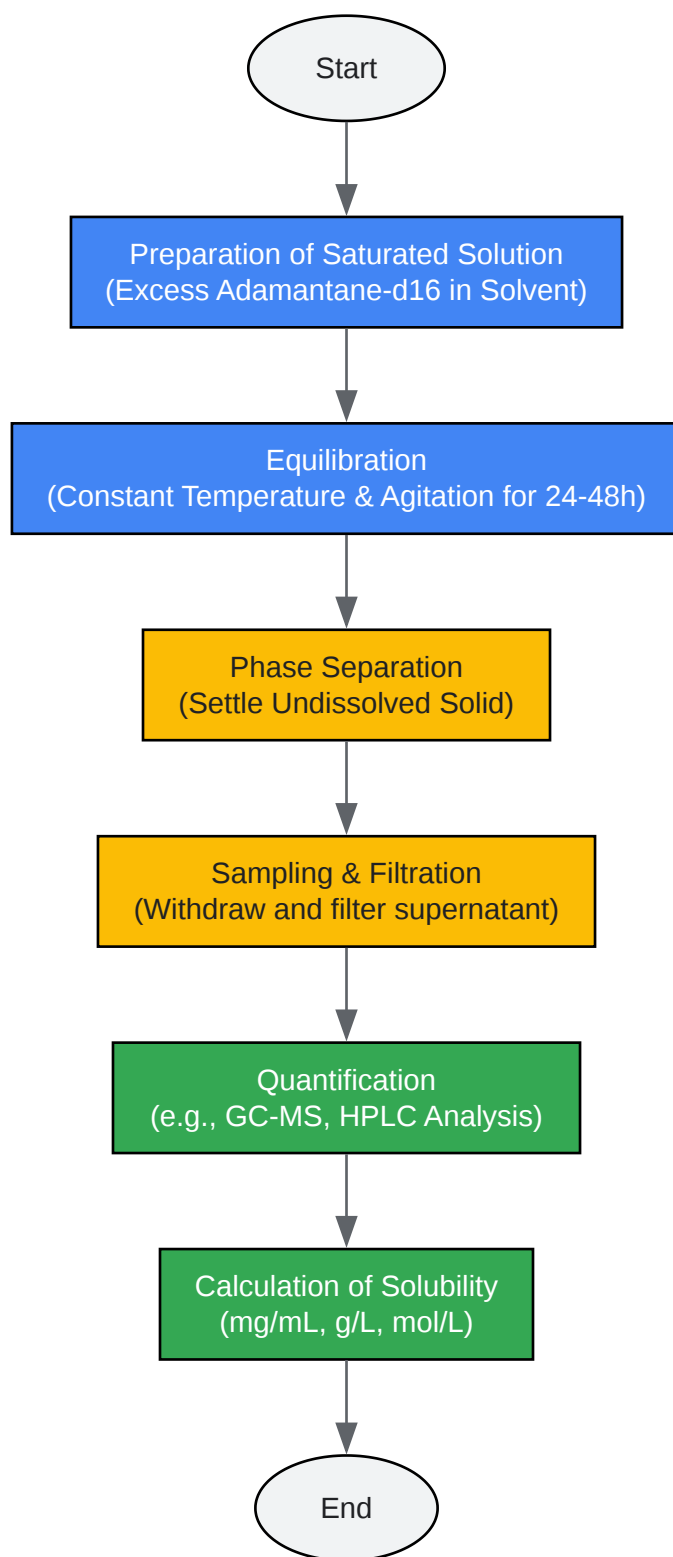 Start
Preparation of Saturated Solution
(Excess Adamantane-d16 in Solvent)
Equilibration
(Constant Temperature & Agitation for 24-48h)
Phase Separation
(Settle Undissolved Solid)
Sampling & Filtration
(Withdraw and filter supernatant)
Quantification
(e.g., GC-MS, HPLC Analysis)
Calculation of Solubility
(mg/mL, g/L, mol/L)
End